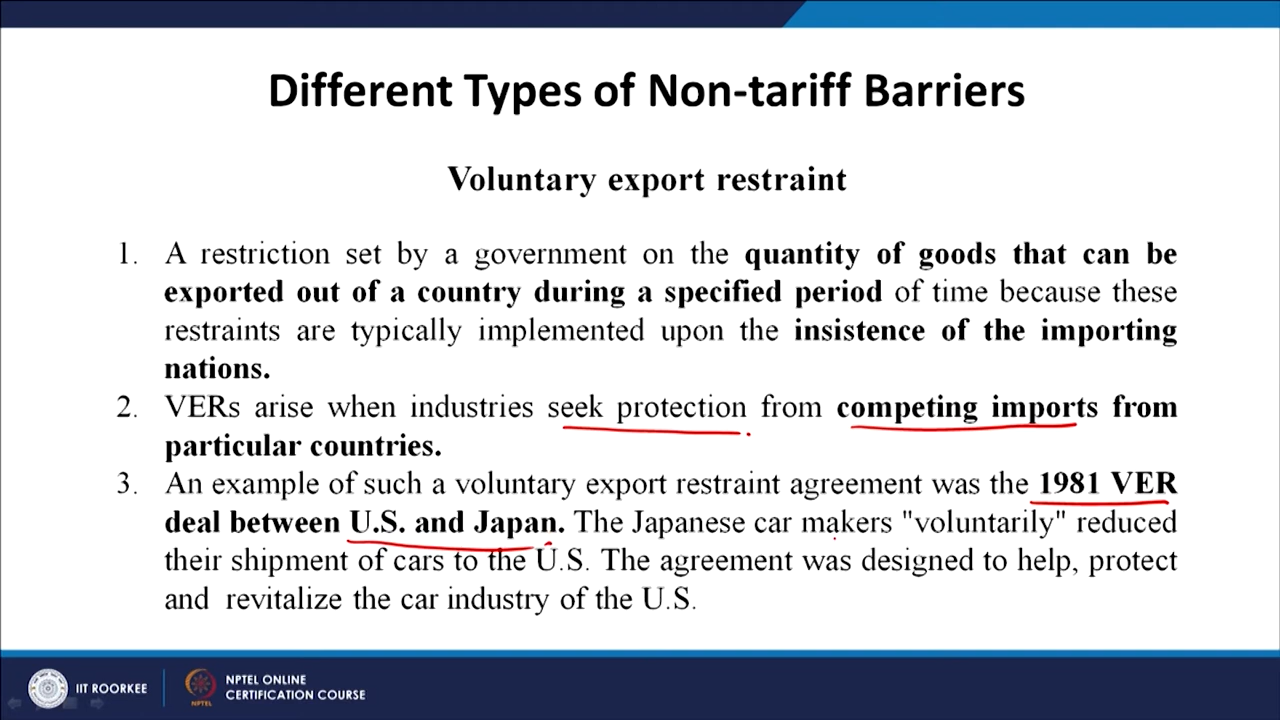 Different Types of Non-tariff Barriers
Voluntary export restraint
1. A restriction set by a government on the quantity of goods that can be
exported out of a country during a specified period of time because these
restraints are typically implemented upon the insistence of the importing
nations.
2. VERs arise when industries seek protection from competing imports from
particular countries.
3. An example of such a voluntary export restraint agreement was the 1981 VER
deal between U.S. and Japan. The Japanese car makers "voluntarily" reduced
their shipment of cars to the U.S. The agreement was designed to help, protect
and revitalize the car industry of the U.S.
IIT ROORKEE
NPTEL
NPTEL ONLINE
CERTIFICATION COURSE